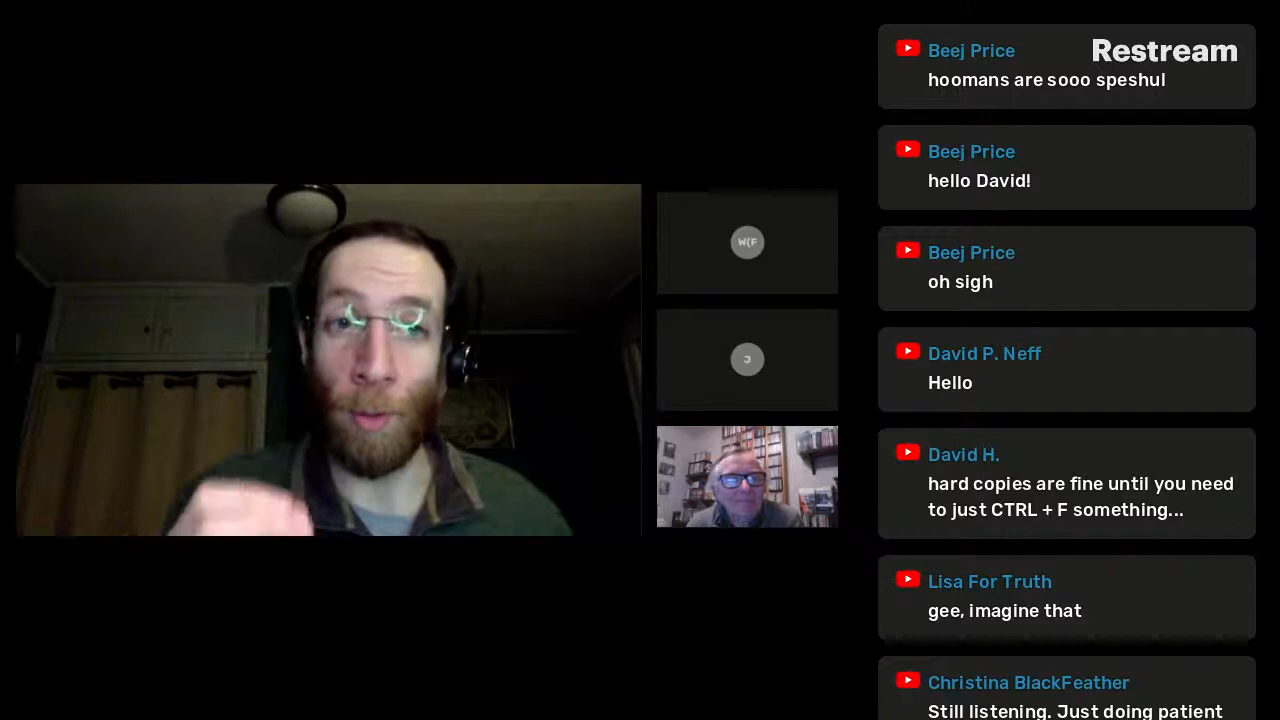 Restream
Beej Price
hoomans are sooo speshul
Beej Price
hello David!
Beej Price
oh sigh
David P. Neff
Hello
David H.
hard copies are fine until you need
to just CTRL + F something...
Lisa For Truth
gee, imagine that
Christina BlackFeather
Still listening. Just doing patient
W(F
J